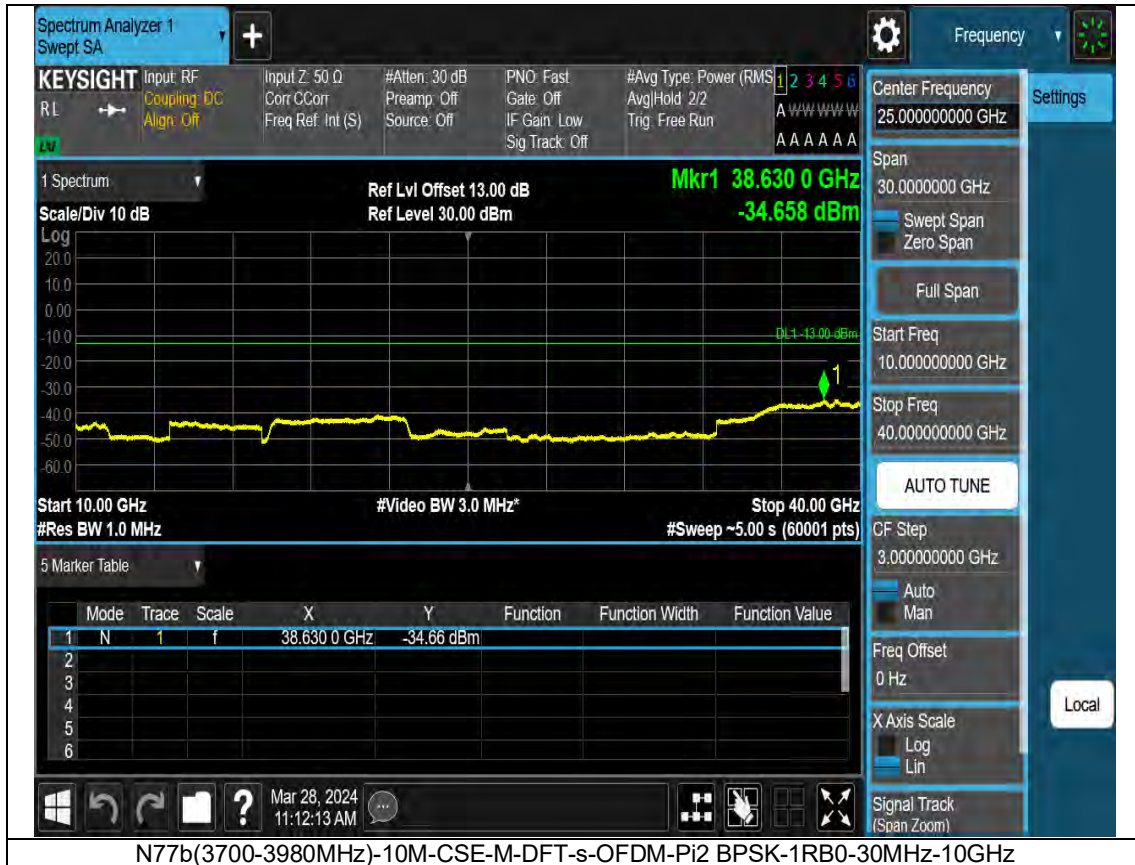 Spectrum Analyzer 1
Swept SA
+
Frequency
KEYSIGHT
RL
LXI
Input: RF
Coupling: DC
Align: Off
Input Z: 50 Ω
Corr CCorr
Freq Ref: Int (S)
#Atten: 30 dB
Preamp: Off
Source: Off
PNO: Fast
Gate: Off
IF Gain: Low
Sig Track: Off
#Avg Type: Power (RMS
Avg|Hold: 2/2
Trig: Free Run
1 2 3 4 5 6
A W W W W W
A A A A A A
1 Spectrum
Scale/Div 10 dB
Ref Lvl Offset 13.00 dB
Ref Level 30.00 dBm
Mkr1 38.630 0 GHz
-34.658 dBm
Log
20.0
10.0
0.00
-10.0
-20.0
-30.0
-40.0
-50.0
-60.0
DL1 -13.00 dBm
1
Start 10.00 GHz
#Res BW 1.0 MHz
#Video BW 3.0 MHz*
Stop 40.00 GHz
#Sweep ~5.00 s (60001 pts)
5 Marker Table
Mode Trace Scale X Y Function Function Width Function Value
1 N 1 f 38.630 0 GHz -34.66 dBm
2
3
4
5
6
?
Mar 28, 2024
11:12:13 AM
Center Frequency
25.000000000 GHz
Settings
Span
30.0000000 GHz
Swept Span
Zero Span
Full Span
Start Freq
10.000000000 GHz
Stop Freq
40.000000000 GHz
AUTO TUNE
CF Step
3.000000000 GHz
Auto
Man
Freq Offset
0 Hz
X Axis Scale
Log
Lin
Local
Signal Track
(Span Zoom)
N77b(3700-3980MHz)-10M-CSE-M-DFT-s-OFDM-Pi2 BPSK-1RB0-30MHz-10GHz